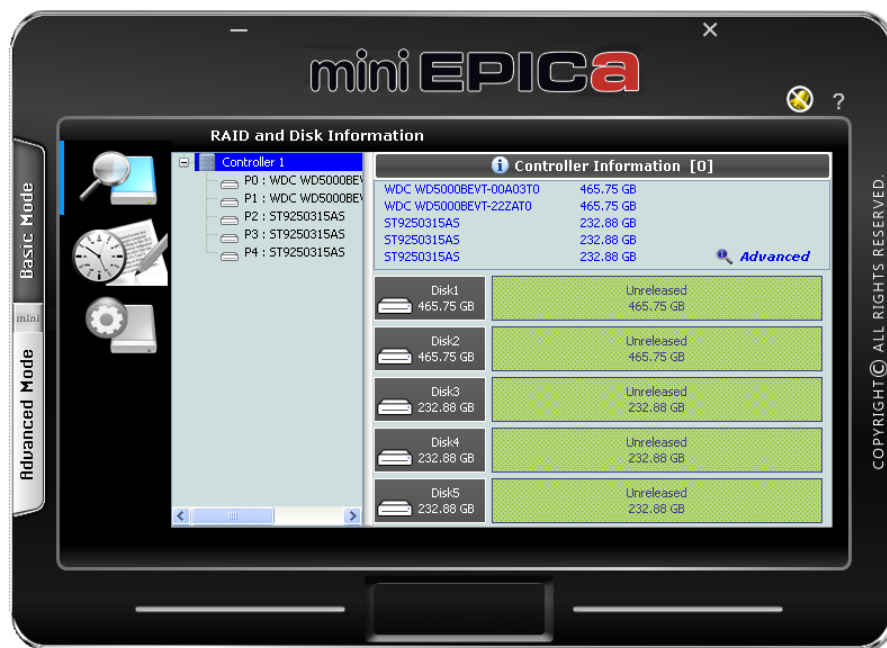 mini EPICa
?
RAID and Disk Information
Controller 1
P0 : WDC WD5000BEV
P1 : WDC WD5000BEV
P2 : ST9250315AS
P3 : ST9250315AS
P4 : ST9250315AS
Controller Information [0]
WDC WD5000BEVT-00A03T0 465.75 GB
WDC WD5000BEVT-22ZAT0 465.75 GB
ST9250315AS 232.88 GB
ST9250315AS 232.88 GB
ST9250315AS 232.88 GB
Advanced
Disk1
465.75 GB
Unreleased
465.75 GB
Disk2
465.75 GB
Unreleased
465.75 GB
Disk3
232.88 GB
Unreleased
232.88 GB
Disk4
232.88 GB
Unreleased
232.88 GB
Disk5
232.88 GB
Unreleased
232.88 GB
Basic Mode
mini
Advanced Mode
COPYRIGHT© ALL RIGHTS RESERVED.